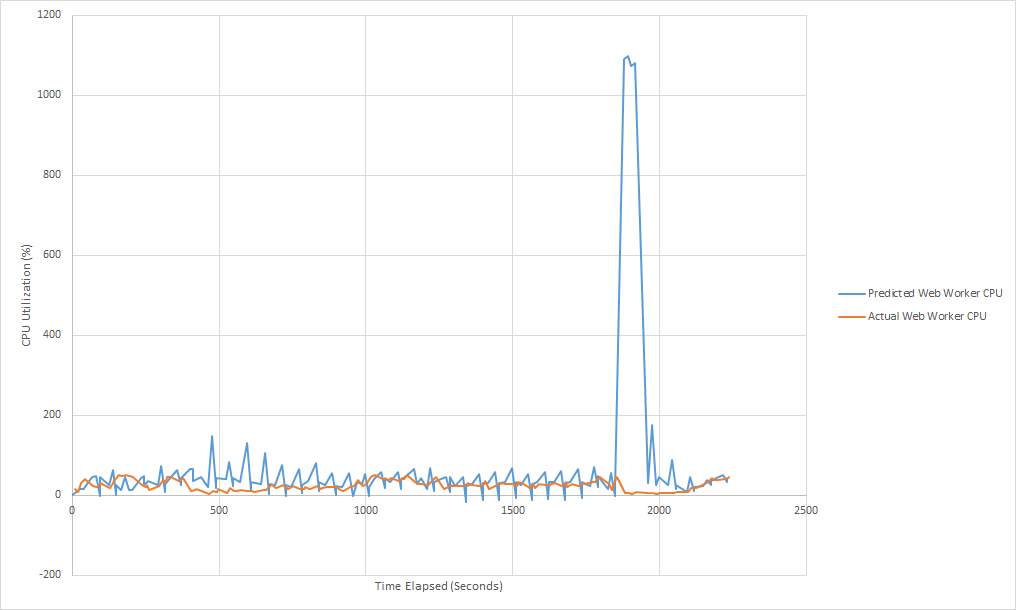 1200
1000
800
600
400
200
0
-200
0 500 1000 1500 2000 2500
CPU Utilization (%)
Time Elapsed (Seconds)
Predicted Web Worker CPU
Actual Web Worker CPU